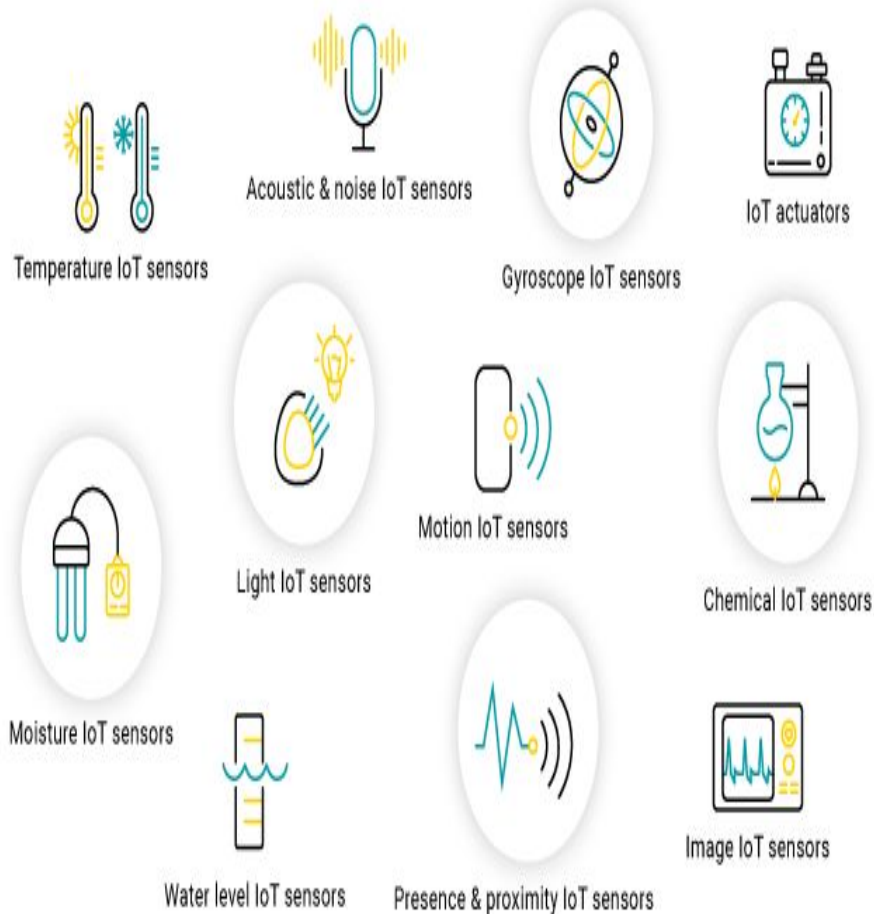 Acoustic & noise IoT sensors
IoT actuators
Temperature IoT sensors
Gyroscope IoT sensors
Motion IoT sensors
Light IoT sensors
Chemical IoT sensors
Moisture IoT sensors
Image IoT sensors
Water level IoT sensors
Presence & proximity IoT sensors